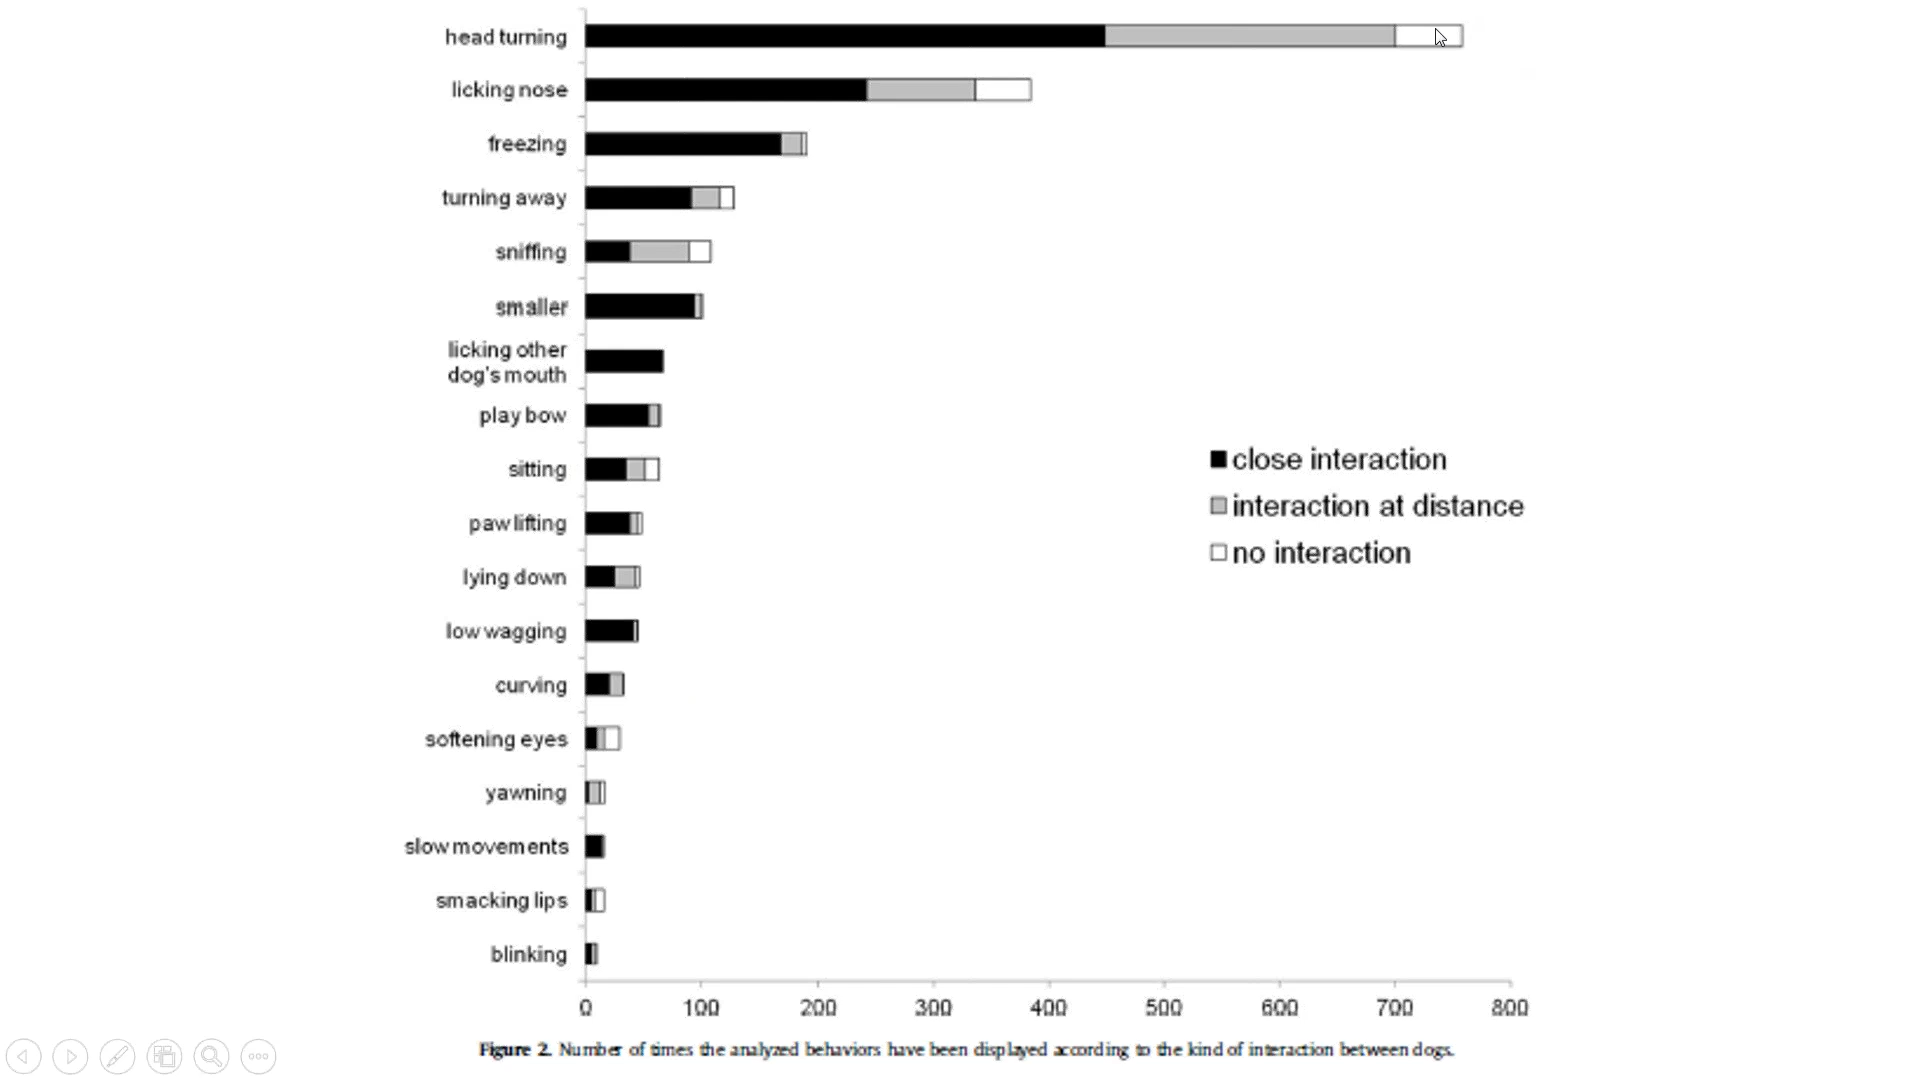 head turning
licking nose
freezing
turning away
sniffing
smaller
licking other
dog's mouth
play bow
sitting
paw lifting
lying down
low wagging
curving
softening eyes
yawning
slow movements
smacking lips
blinking
close interaction
interaction at distance
no interaction
0 100 200 300 400 500 600 700 800
Figure 2. Number of times the analyzed behaviors have been displayed according to the kind of interaction between dogs.